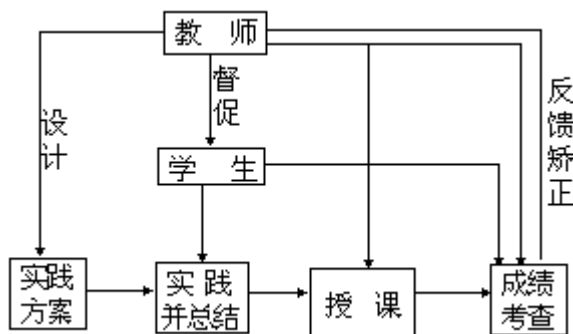 教 师
督促
设计
反馈矫正
学 生
实践
方案
实 践
并总结
授 课
成绩
考查